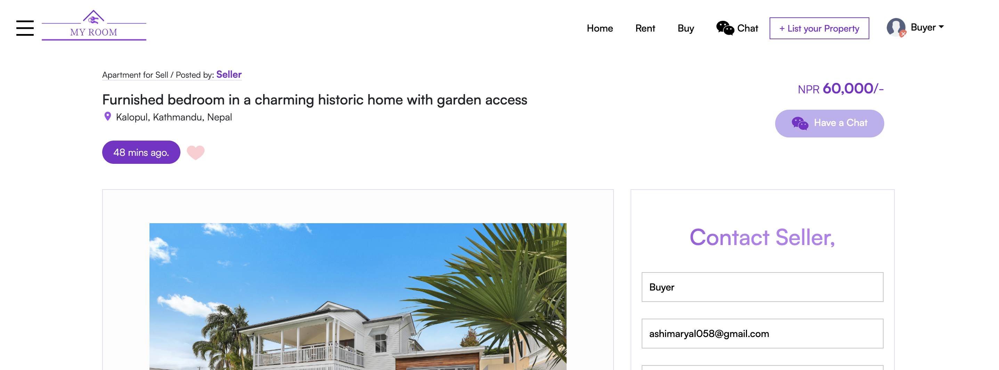 MY ROOM
Home Rent Buy Chat + List your Property Buyer
Apartment for Sell / Posted by: Seller
NPR 60,000/-
Furnished bedroom in a charming historic home with garden access
Kalopul, Kathmandu, Nepal
Have a Chat
48 mins ago.
Contact Seller,
Buyer
ashimaryal058@gmail.com